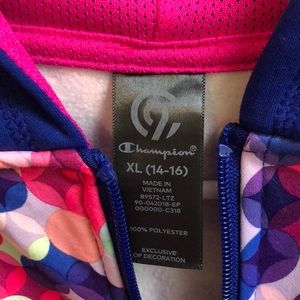 Champion
XL (14-16)
MADE IN
VIETNAM
89572-LTZ
90-042018-EP
000000-C318
100% POLYESTER
EXCLUSIVE
OF DECORATION